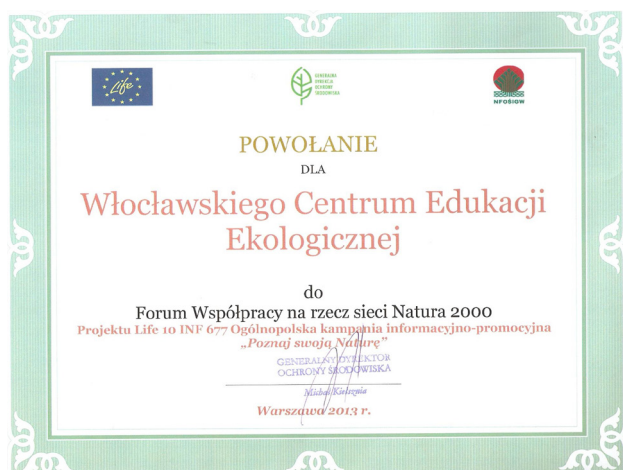 Life
GENERALNA
DYREKCJA
OCHRONY
ŚRODOWISKA
NFOŚiGW
POWOŁANIE
DLA
Włocławskiego Centrum Edukacji
Ekologicznej
do
Forum Współpracy na rzecz sieci Natura 2000
Projektu Life 10 INF 677 Ogólnopolska kampania informacyjno-promocyjna
„Poznaj swoją Naturę”
GENERALNY DYREKTOR
OCHRONY ŚRODOWISKA
Michał Kiełsznia
Warszawa 2013 r.